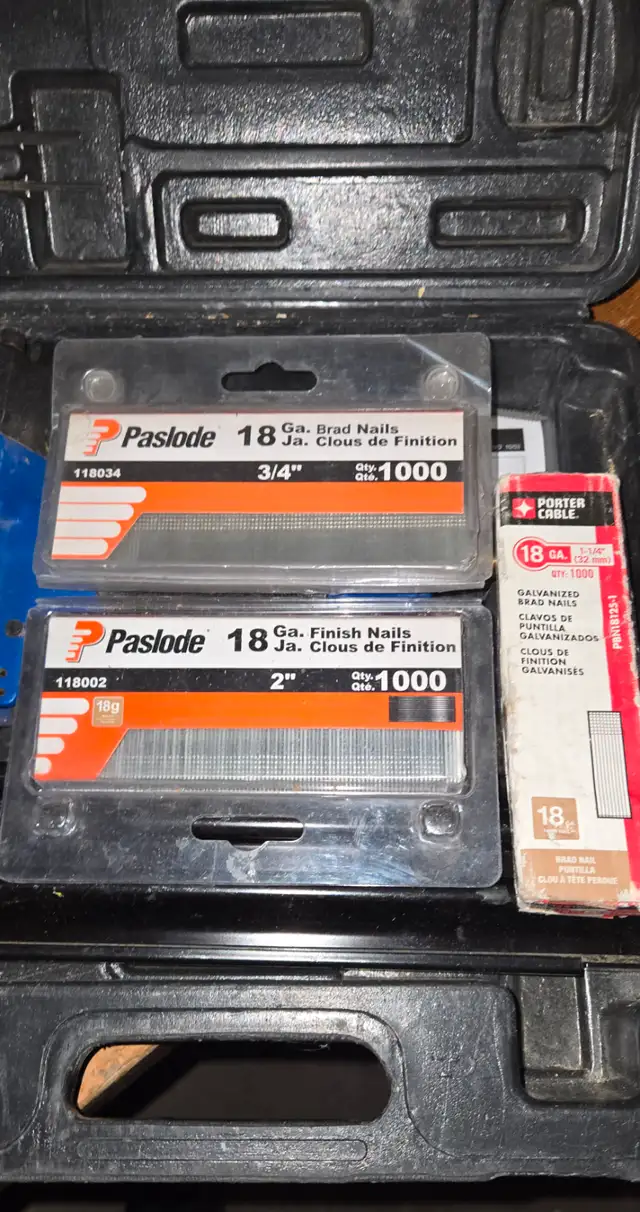 Paslode 18 Ga. Brad Nails
Ja. Clous de Finition
118034 3/4" Qty. Qté. 1000
Paslode 18 Ga. Finish Nails
Ja. Clous de Finition
118002 2" Qty. Qté. 1000
18g
PORTER
CABLE.
18 GA. 1-1/4"
(32 mm)
QTY: 1000
GALVANIZED
BRAD NAILS
CLAVOS DE
PUNTILLA
GALVANIZADOS
CLOUS DE
FINITION
GALVANISÉS
PBN18125-1
18
BRAD NAIL
PUNTILLA
CLOU À TÊTE PERDUE